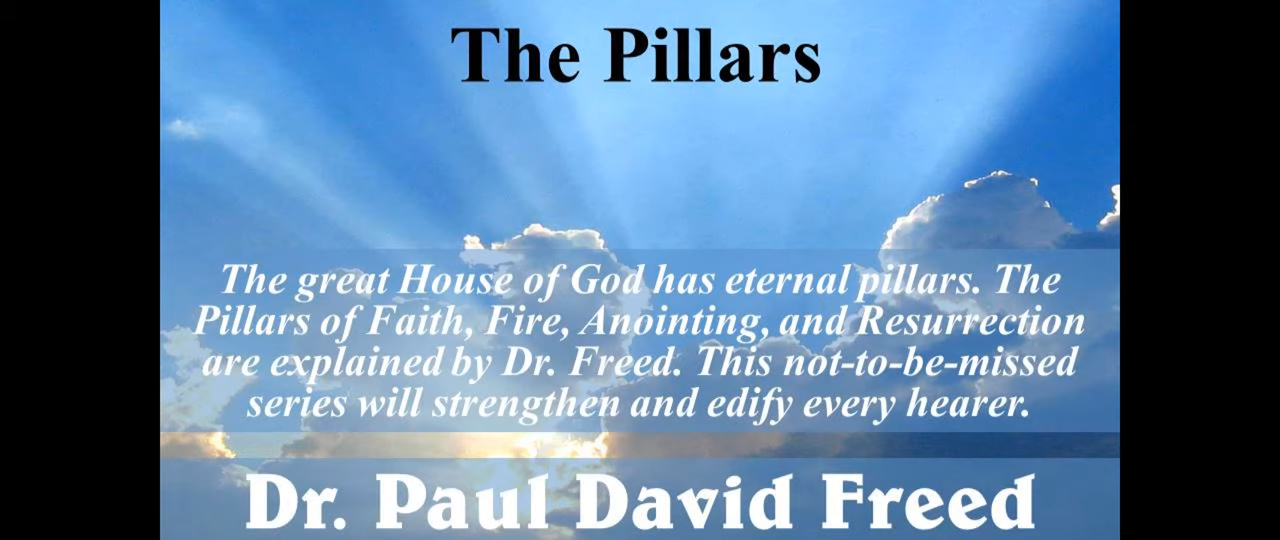 The Pillars
The great House of God has eternal pillars. The
Pillars of Faith, Fire, Anointing, and Resurrection
are explained by Dr. Freed. This not-to-be-missed
series will strengthen and edify every hearer.
Dr. Paul David Freed